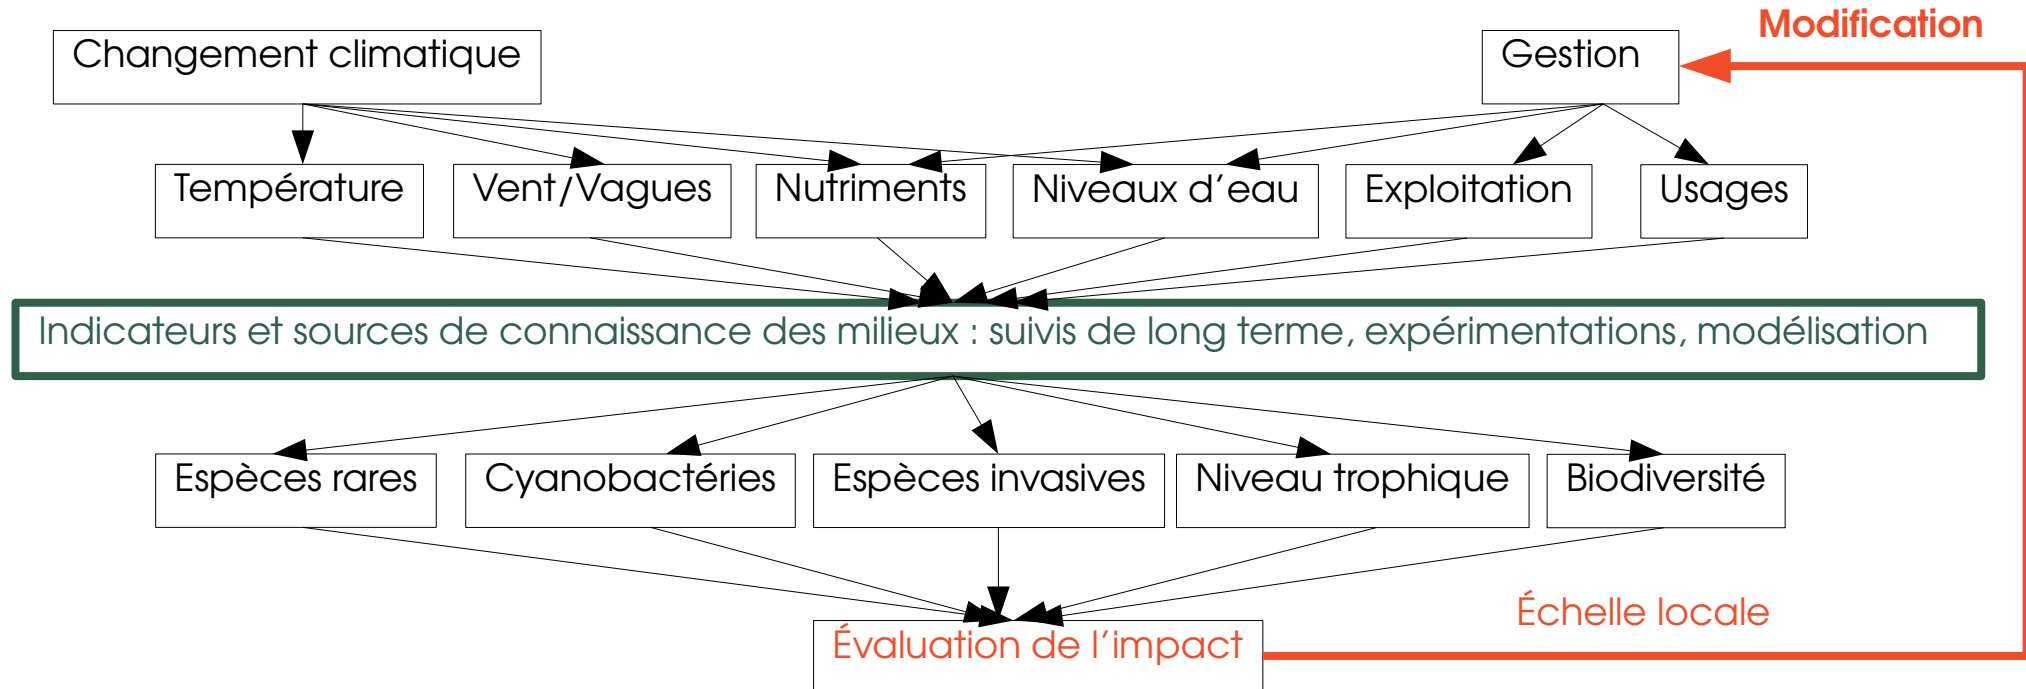 Modification
Changement climatique
Gestion
Température
Vent/Vagues
Nutriments
Niveaux d’eau
Exploitation
Usages
Indicateurs et sources de connaissance des milieux : suivis de long terme, expérimentations, modélisation
Espèces rares
Cyanobactéries
Espèces invasives
Niveau trophique
Biodiversité
Échelle locale
Évaluation de l’impact